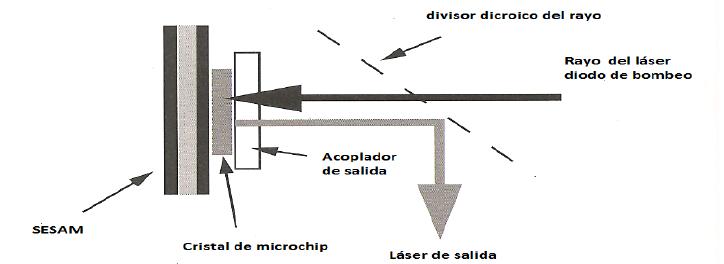 divisor dicroico del rayo
Rayo del láser
diodo de bombeo
Acoplador
de salida
SESAM
Cristal de microchip
Láser de salida